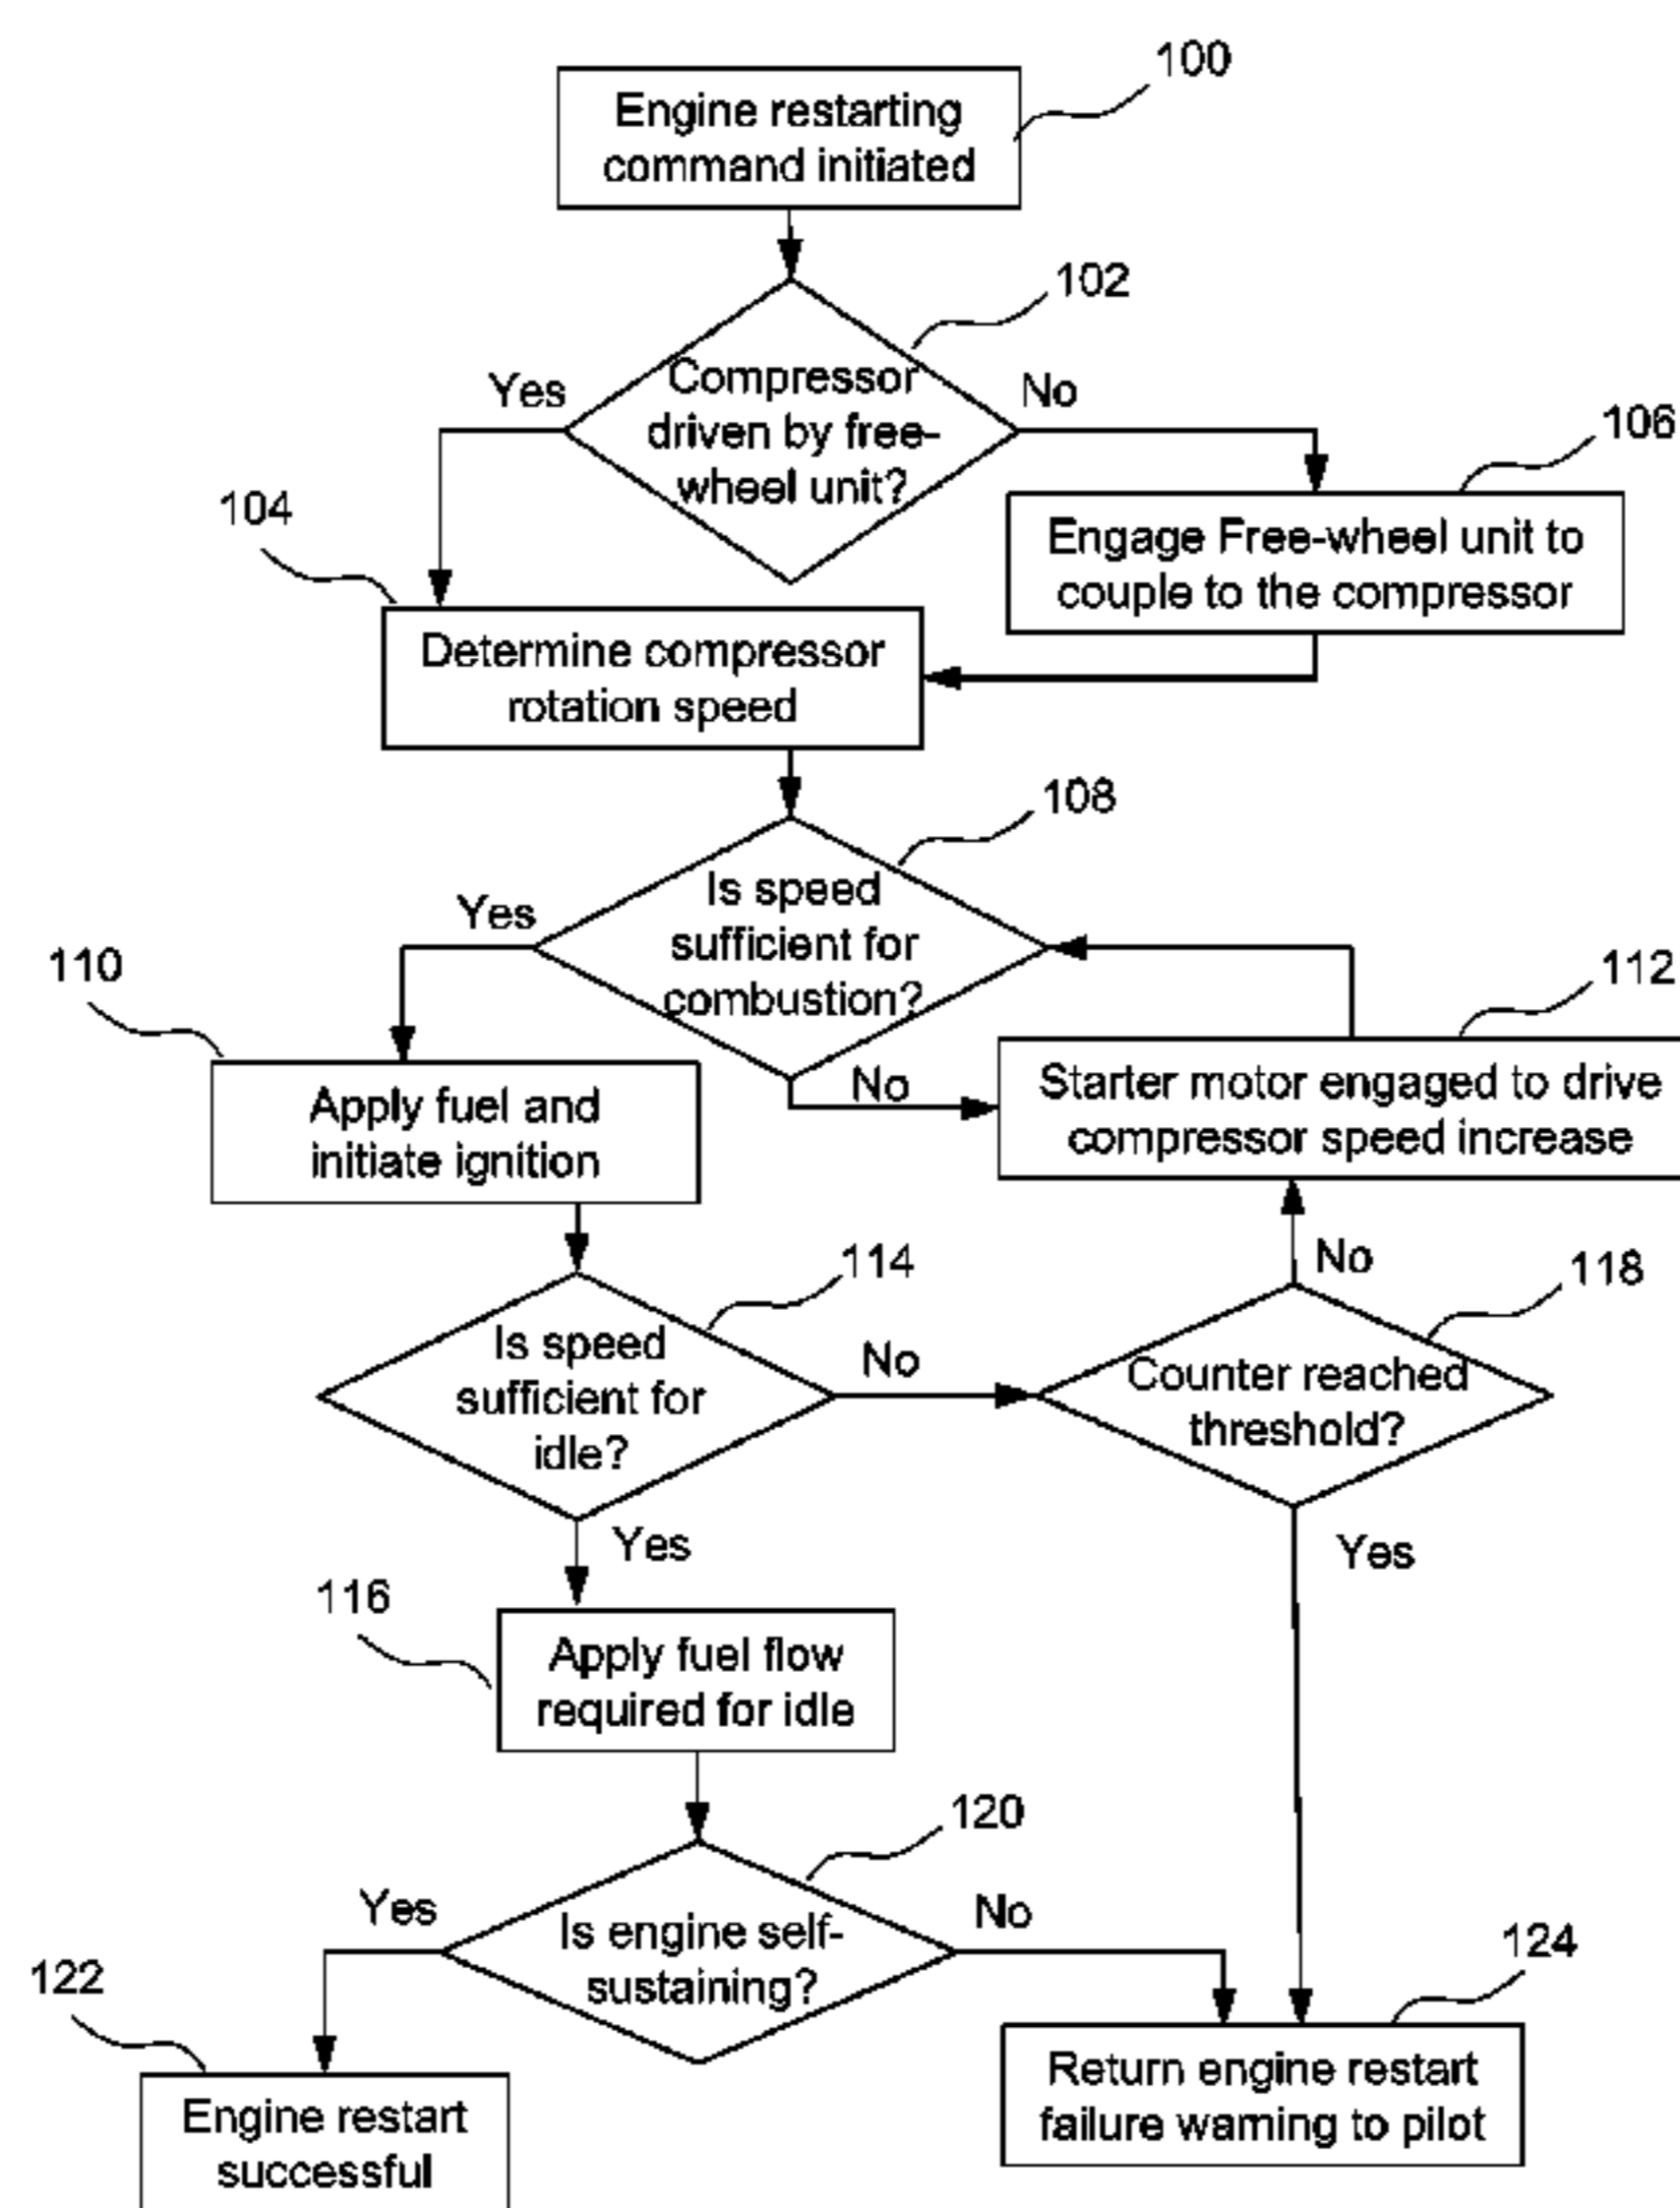 100
Engine restarting
command initiated
102
Yes
Compressor
driven by free-
wheel unit?
No
106
104
Engage Free-wheel unit to
couple to the compressor
Determine compressor
rotation speed
108
Yes
Is speed
sufficient for
combustion?
110
112
No
Apply fuel and
initiate ignition
Starter motor engaged to drive
compressor speed increase
114
No
118
Is speed
sufficient for
idle?
No
Counter reached
threshold?
Yes
Yes
116
Apply fuel flow
required for idle
120
Yes
Is engine self-
sustaining?
No
124
122
Engine restart
successful
Return engine restart
failure warning to pilot